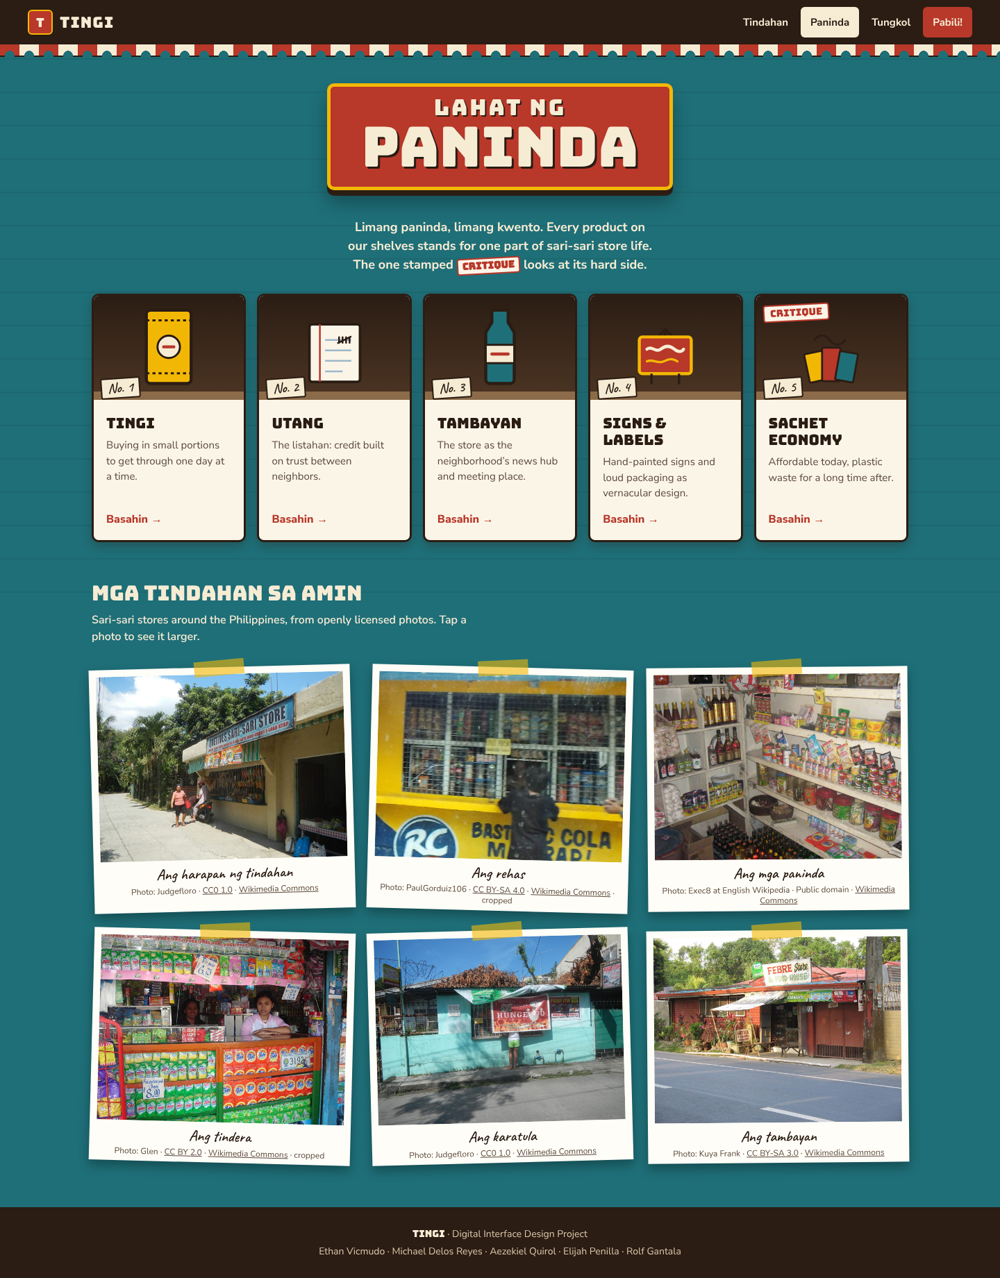 T TINGI
Tindahan Paninda Tungkol Pabili!
LAHAT NG
PANINDA
Limang paninda, limang kwento. Every product on
our shelves stands for one part of sari-sari store life.
The one stamped CRITIQUE looks at its hard side.
No. 1
TINGI
Buying in small portions
to get through one day at
a time.
Basahin →
No. 2
UTANG
The listahan: credit built
on trust between
neighbors.
Basahin →
No. 3
TAMBAYAN
The store as the
neighborhood's news hub
and meeting place.
Basahin →
No. 4
SIGNS &
LABELS
Hand-painted signs and
loud packaging as
vernacular design.
Basahin →
CRITIQUE
No. 5
SACHET
ECONOMY
Affordable today, plastic
waste for a long time after.
Basahin →
MGA TINDAHAN SA AMIN
Sari-sari stores around the Philippines, from openly licensed photos. Tap a
photo to see it larger.
SARI-SARI STORE
Ang harapan ng tindahan
Photo: Judgefloro · CC0 1.0 · Wikimedia Commons
RC
COLA
Ang rehas
Photo: PaulGorduiz106 · CC BY-SA 4.0 · Wikimedia Commons ·
cropped
Ang mga paninda
Photo: Exec8 at English Wikipedia · Public domain · Wikimedia
Commons
Ang tindera
Photo: Glen · CC BY 2.0 · Wikimedia Commons · cropped
Ang karatula
Photo: Judgefloro · CC0 1.0 · Wikimedia Commons
FEBRE Store
Ang tambayan
Photo: Kuya Frank · CC BY-SA 3.0 · Wikimedia Commons
TINGI · Digital Interface Design Project
Ethan Vicmudo · Michael Delos Reyes · Aezekiel Quirol · Elijah Penilla · Rolf Gantala